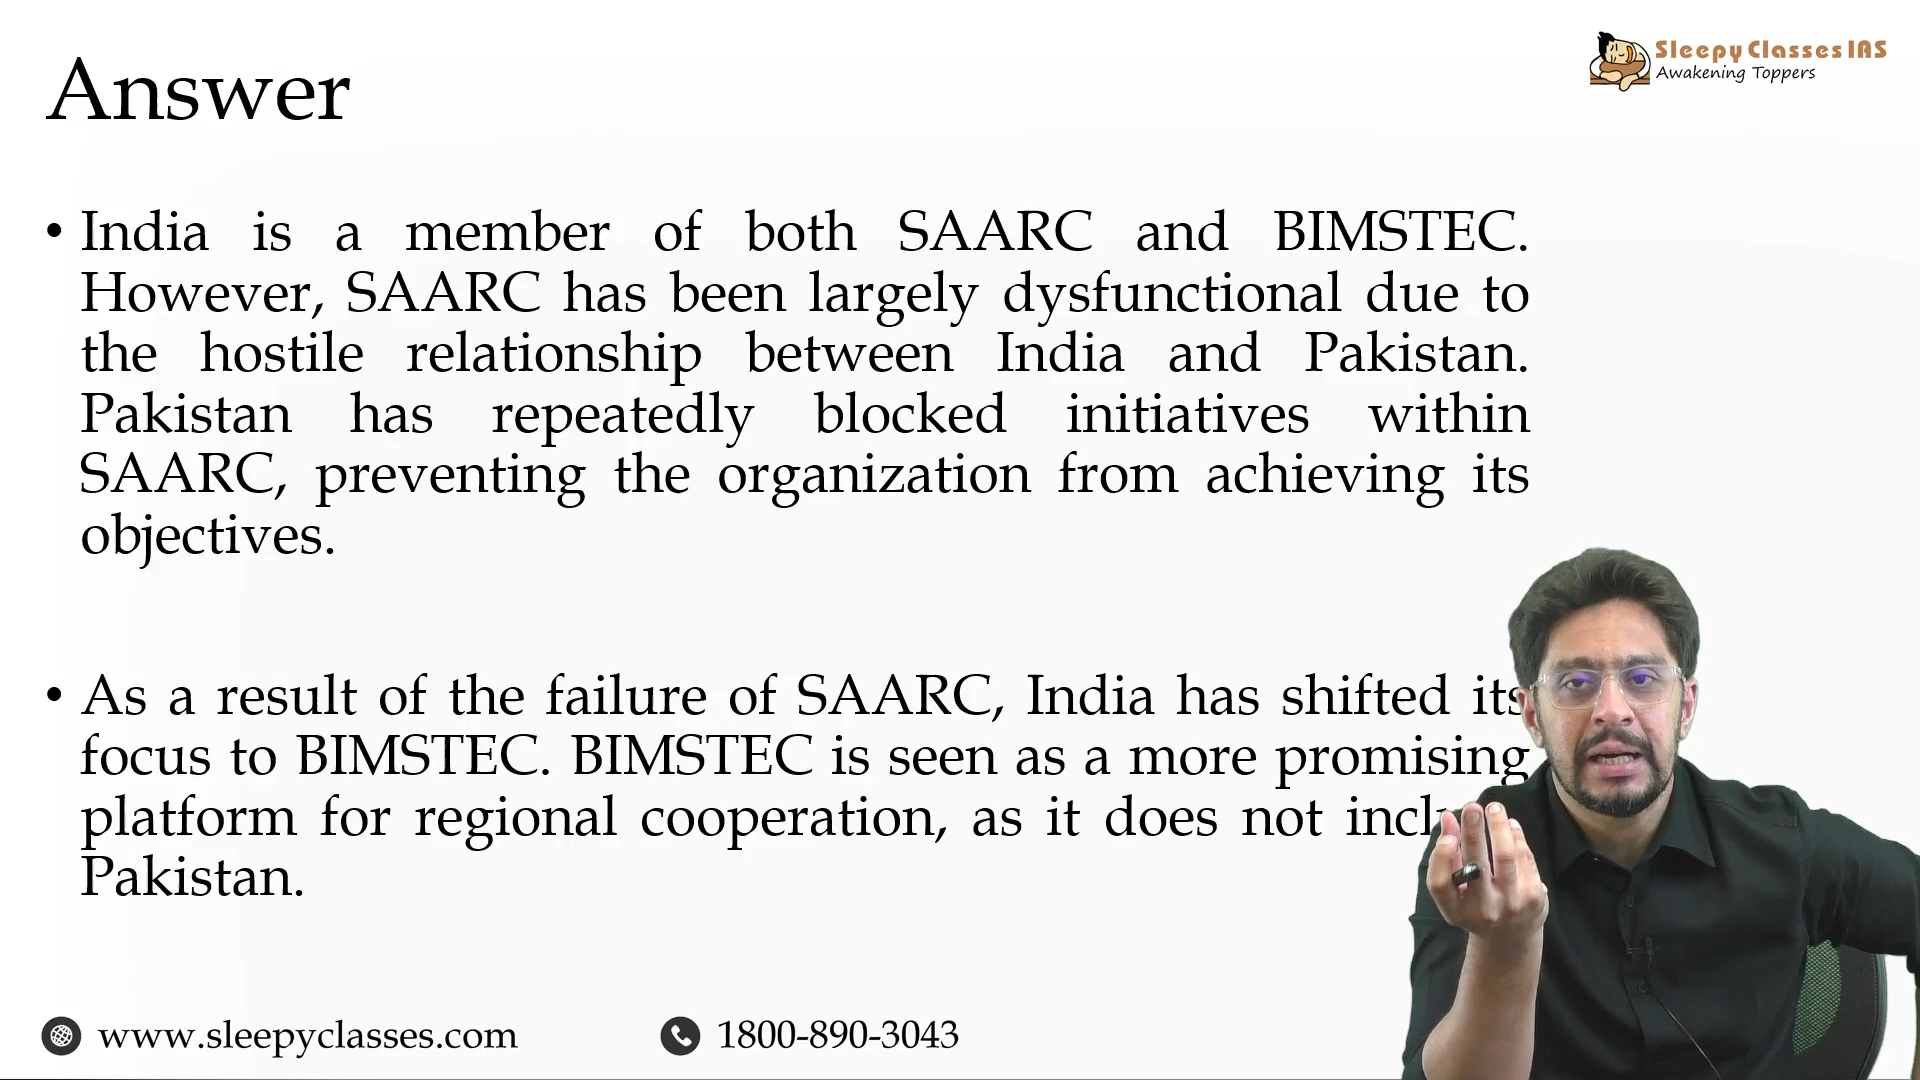 Answer
Sleepy Classes IAS
Awakening Toppers
• India is a member of both SAARC and BIMSTEC.
However, SAARC has been largely dysfunctional due to
the hostile relationship between India and Pakistan.
Pakistan has repeatedly blocked initiatives within
SAARC, preventing the organization from achieving its
objectives.
• As a result of the failure of SAARC, India has shifted its
focus to BIMSTEC. BIMSTEC is seen as a more promising
platform for regional cooperation, as it does not
Pakistan.
www.sleepyclasses.com
1800-890-3043